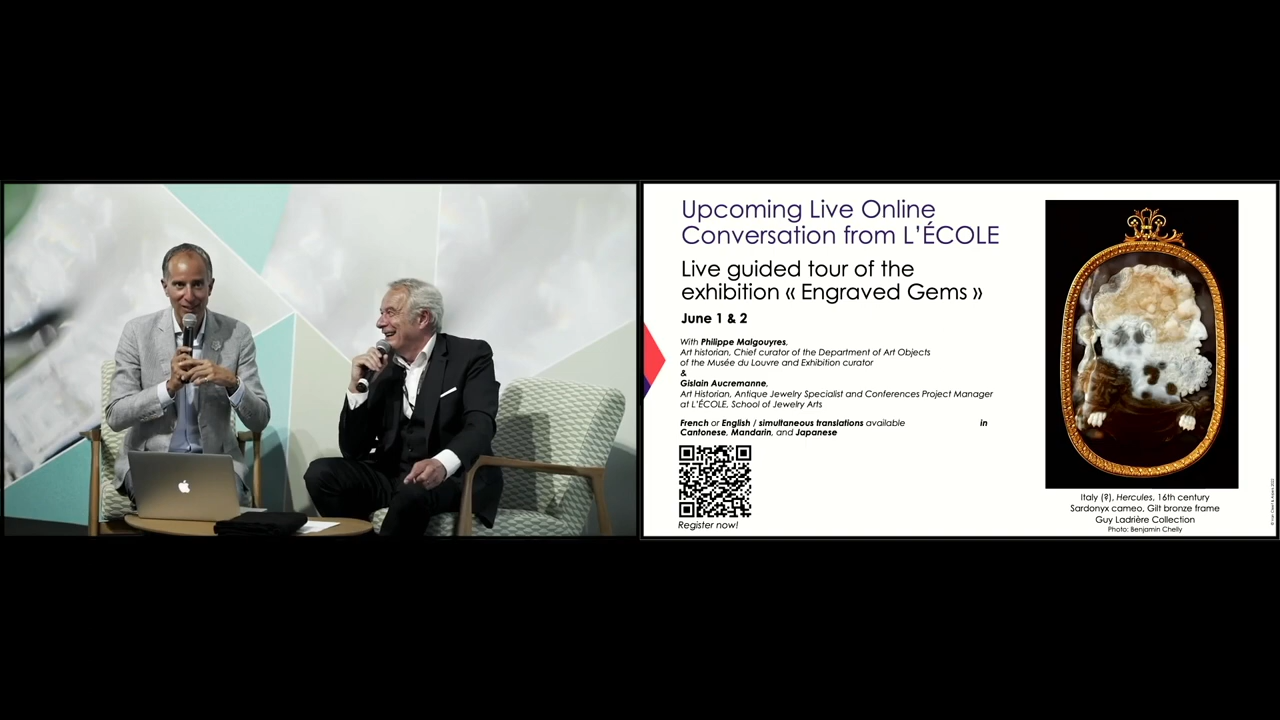 Upcoming Live Online
Conversation from L'ÉCOLE
Live guided tour of the
exhibition « Engraved Gems »
June 1 & 2
With Philippe Malgouyres,
Art historian, Chief curator of the Department of Art Objects
of the Musée du Louvre and Exhibition curator
&
Gislain Aucremanne,
Art Historian, Antique Jewelry Specialist and Conferences Project Manager
at L'ÉCOLE, School of Jewelry Arts
French or English / simultaneous translations available in
Cantonese, Mandarin, and Japanese
Register now!
Italy (?), Hercules, 16th century
Sardonyx cameo, Gilt bronze frame
Guy Ladrière Collection
Photo: Benjamin Chelly